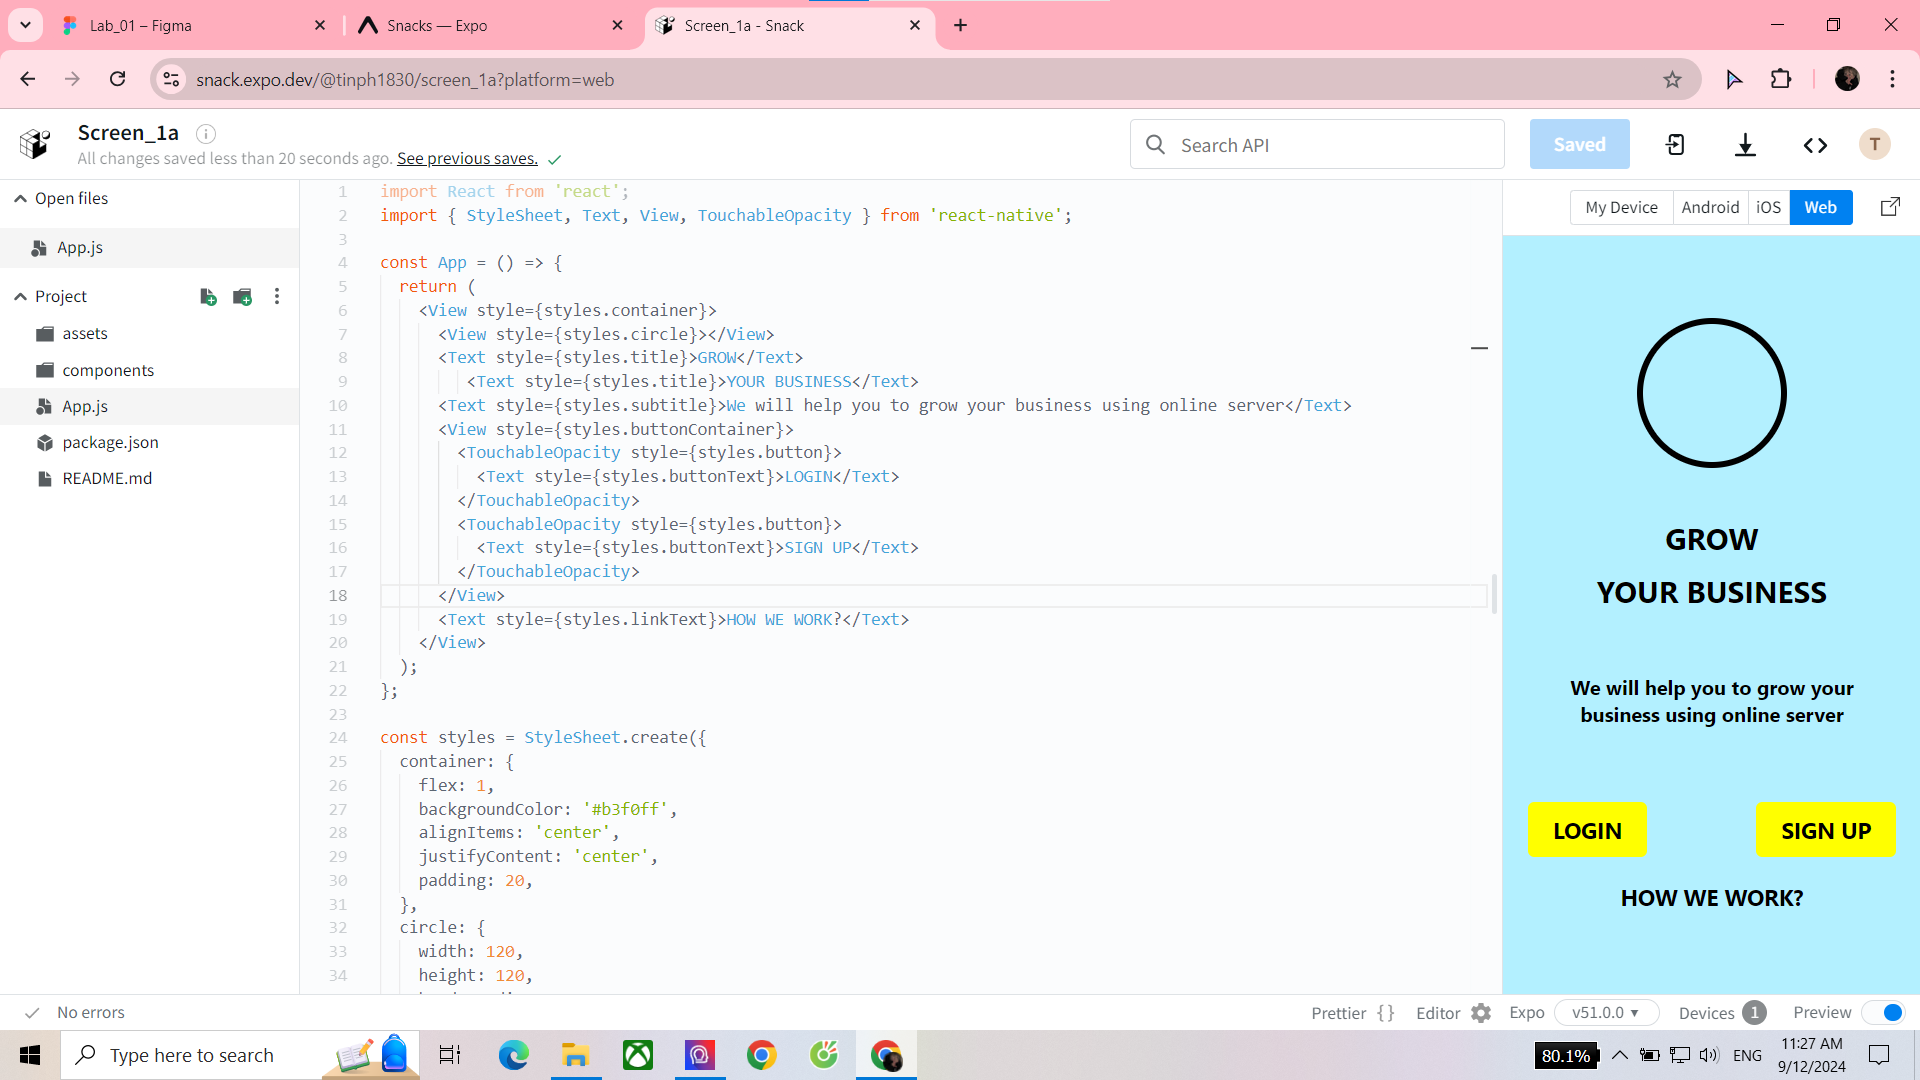 Lab_01 – Figma
Snacks — Expo
Screen_1a - Snack
snack.expo.dev/@tinph1830/screen_1a?platform=web
Screen_1a
All changes saved less than 20 seconds ago. See previous saves.
Search API
Saved
T
Open files
App.js
Project
assets
components
App.js
package.json
README.md
1 import React from 'react';
2 import { StyleSheet, Text, View, TouchableOpacity } from 'react-native';
3
4 const App = () => {
5 return (
6 <View style={styles.container}>
7 <View style={styles.circle}></View>
8 <Text style={styles.title}>GROW</Text>
9 <Text style={styles.title}>YOUR BUSINESS</Text>
10 <Text style={styles.subtitle}>We will help you to grow your business using online server</Text>
11 <View style={styles.buttonContainer}>
12 <TouchableOpacity style={styles.button}>
13 <Text style={styles.buttonText}>LOGIN</Text>
14 </TouchableOpacity>
15 <TouchableOpacity style={styles.button}>
16 <Text style={styles.buttonText}>SIGN UP</Text>
17 </TouchableOpacity>
18 </View>
19 <Text style={styles.linkText}>HOW WE WORK?</Text>
20 </View>
21 );
22 };
23
24 const styles = StyleSheet.create({
25 container: {
26 flex: 1,
27 backgroundColor: '#b3f0ff',
28 alignItems: 'center',
29 justifyContent: 'center',
30 padding: 20,
31 },
32 circle: {
33 width: 120,
34 height: 120,
My Device Android iOS Web
GROW
YOUR BUSINESS
We will help you to grow your
business using online server
LOGIN SIGN UP
HOW WE WORK?
No errors
Prettier {} Editor Expo v51.0.0 Devices 1 Preview
Type here to search
80.1%
ENG
11:27 AM
9/12/2024